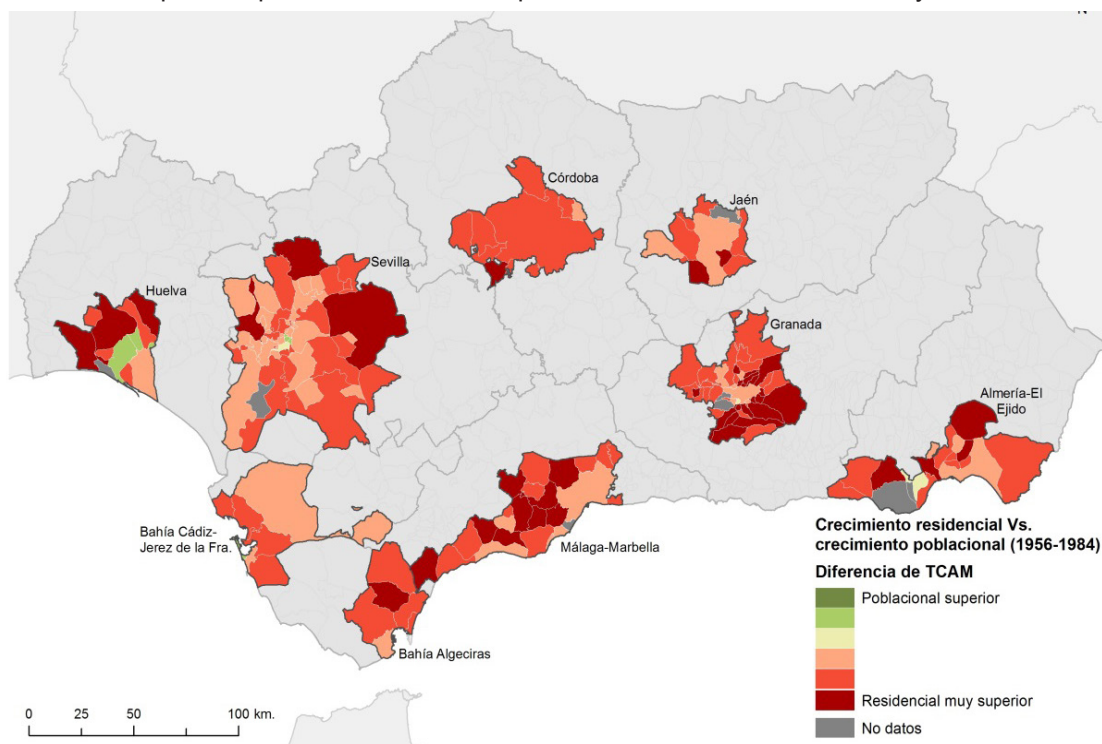 Córdoba
Jaén
Sevilla
Huelva
Granada
Almería-El
Ejido
Bahía Cádiz-
Jerez de la Fra.
Málaga-Marbella
Bahía Algeciras
Crecimiento residencial Vs.
crecimiento poblacional (1956-1984)
Diferencia de TCAM
Poblacional superior
Residencial muy superior
No datos
0 25 50 100 km.